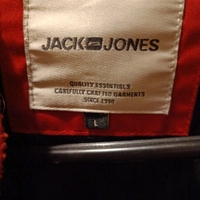 JACK JONES
QUALITY ESSENTIALS
CAREFULLY CRAFTED GARMENTS
SINCE 1990
L